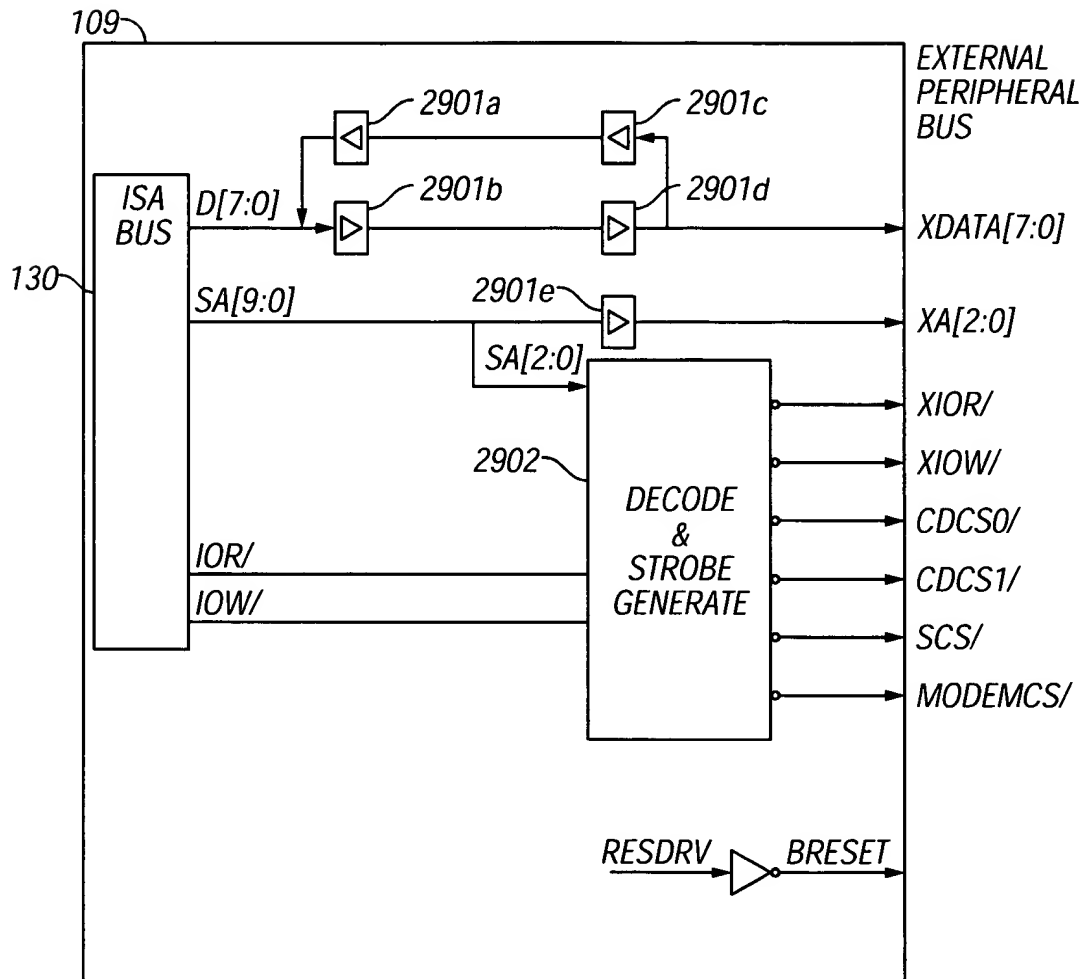 109
EXTERNAL
PERIPHERAL
BUS
2901a
2901c
ISA
BUS
D[7:0]
2901b
2901d
XDATA[7:0]
130
SA[9:0]
2901e
XA[2:0]
SA[2:0]
XIOR/
2902
XIOW/
DECODE
&
STROBE
GENERATE
CDCS0/
IOR/
CDCS1/
IOW/
SCS/
MODEMCS/
RESDRV
BRESET